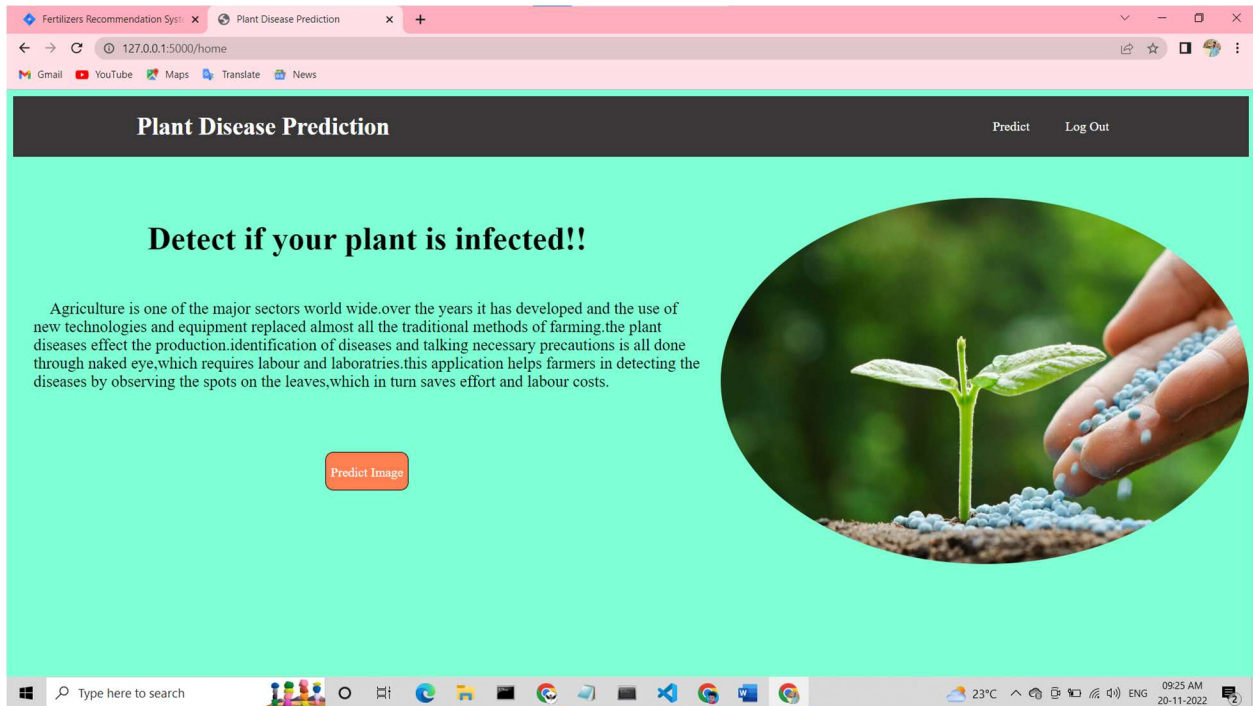 Fertilizers Recommendation Syst
Plant Disease Prediction
127.0.0.1:5000/home
Gmail YouTube Maps Translate News
Plant Disease Prediction Predict Log Out
Detect if your plant is infected!!
Agriculture is one of the major sectors world wide.over the years it has developed and the use of
new technologies and equipment replaced almost all the traditional methods of farming.the plant
diseases effect the production.identification of diseases and talking necessary precautions is all done
through naked eye,which requires labour and laboratries.this application helps farmers in detecting the
diseases by observing the spots on the leaves,which in turn saves effort and labour costs.
Predict Image
Type here to search
23°C ENG
09:25 AM
20-11-2022
2